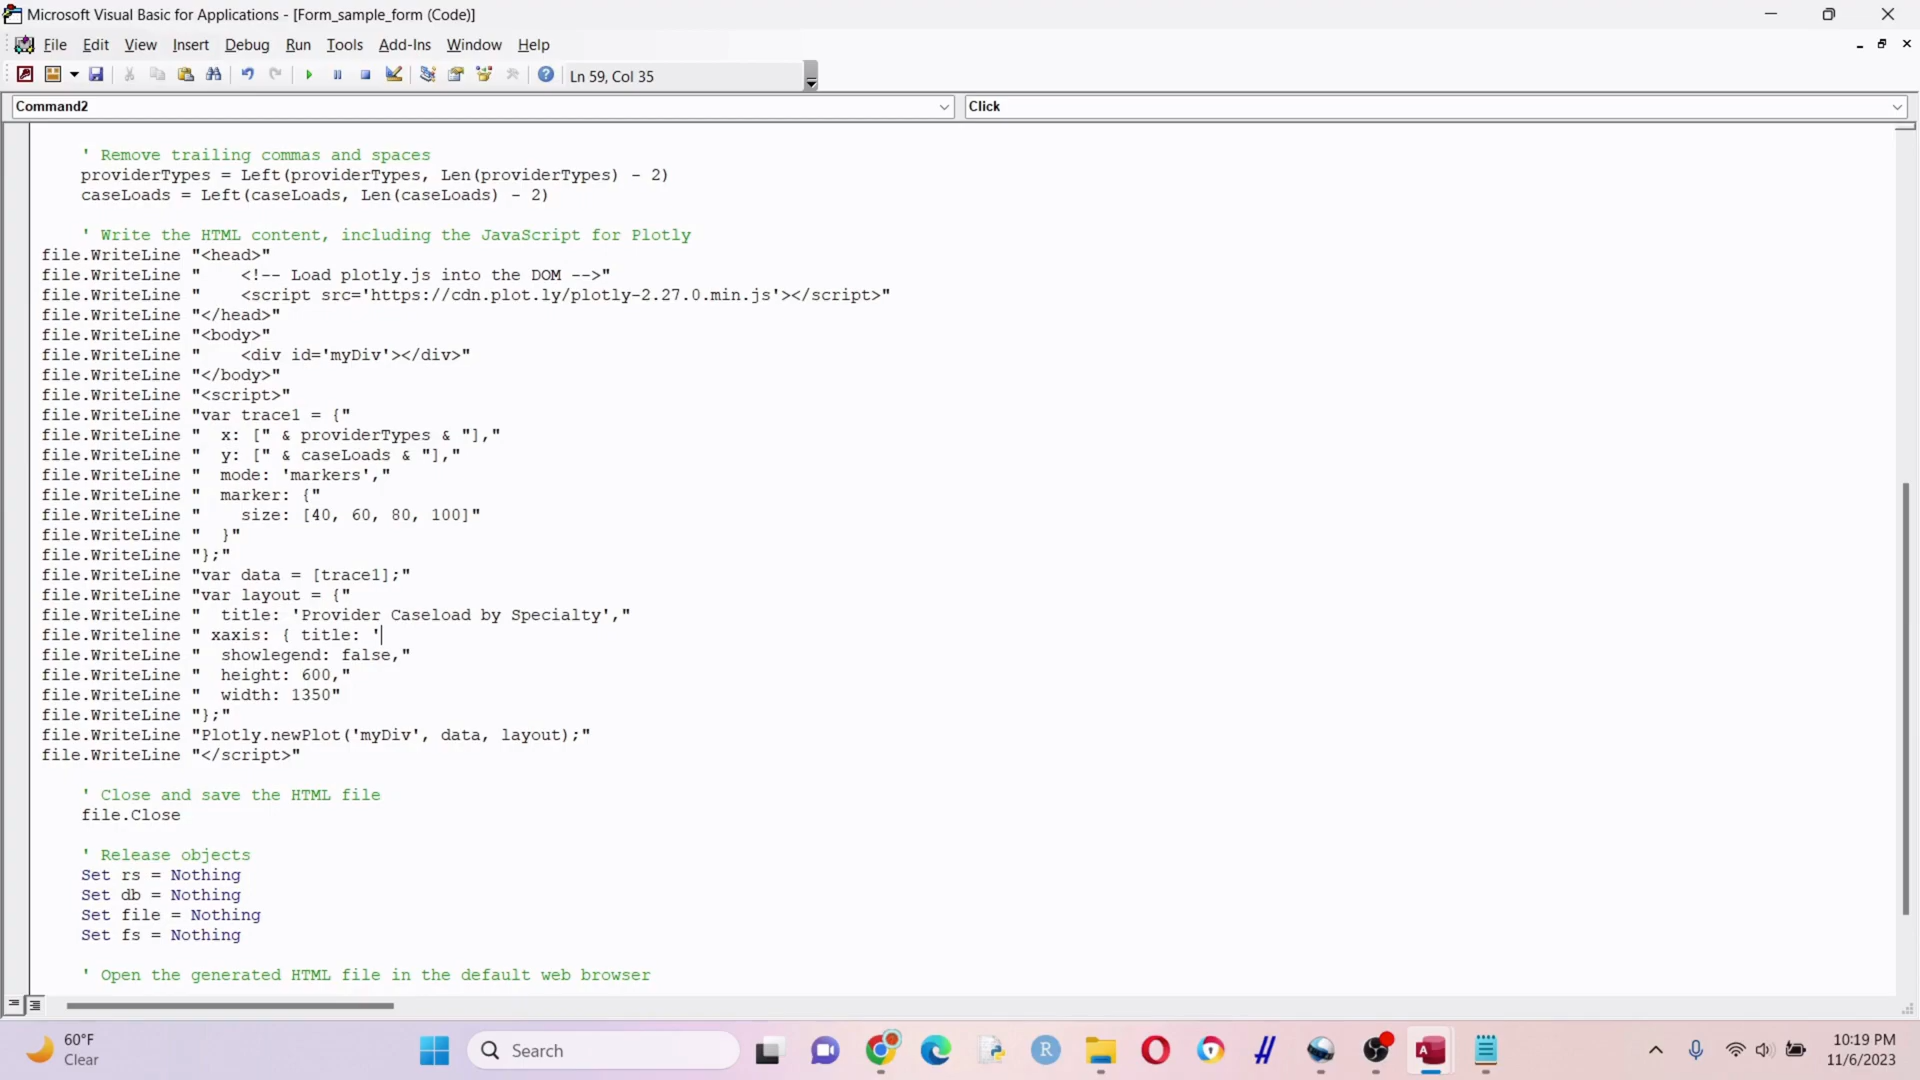 Microsoft Visual Basic for Applications - [Form_sample_form (Code)]
File Edit View Insert Debug Run Tools Add-Ins Window Help
Ln 59, Col 35
Command2
Click
' Remove trailing commas and spaces
providerTypes = Left(providerTypes, Len(providerTypes) - 2)
caseLoads = Left(caseLoads, Len(caseLoads) - 2)
' Write the HTML content, including the JavaScript for Plotly
file.WriteLine "<head>"
file.WriteLine "    <!-- Load plotly.js into the DOM -->"
file.WriteLine "    <script src='https://cdn.plot.ly/plotly-2.27.0.min.js'></script>"
file.WriteLine "</head>"
file.WriteLine "<body>"
file.WriteLine "    <div id='myDiv'></div>"
file.WriteLine "</body>"
file.WriteLine "<script>"
file.WriteLine "var trace1 = {"
file.WriteLine "  x: [" & providerTypes & "],"
file.WriteLine "  y: [" & caseLoads & "],"
file.WriteLine "  mode: 'markers',"
file.WriteLine "  marker: {"
file.WriteLine "    size: [40, 60, 80, 100]"
file.WriteLine "  }"
file.WriteLine "};"
file.WriteLine "var data = [trace1];"
file.WriteLine "var layout = {"
file.WriteLine "  title: 'Provider Caseload by Specialty',"
file.Writeline " xaxis: { title: '
file.WriteLine "  showlegend: false,"
file.WriteLine "  height: 600,"
file.WriteLine "  width: 1350"
file.WriteLine "};"
file.WriteLine "Plotly.newPlot('myDiv', data, layout);"
file.WriteLine "</script>"
' Close and save the HTML file
file.Close
' Release objects
Set rs = Nothing
Set db = Nothing
Set file = Nothing
Set fs = Nothing
' Open the generated HTML file in the default web browser
60°F
Clear
Search
10:19 PM
11/6/2023